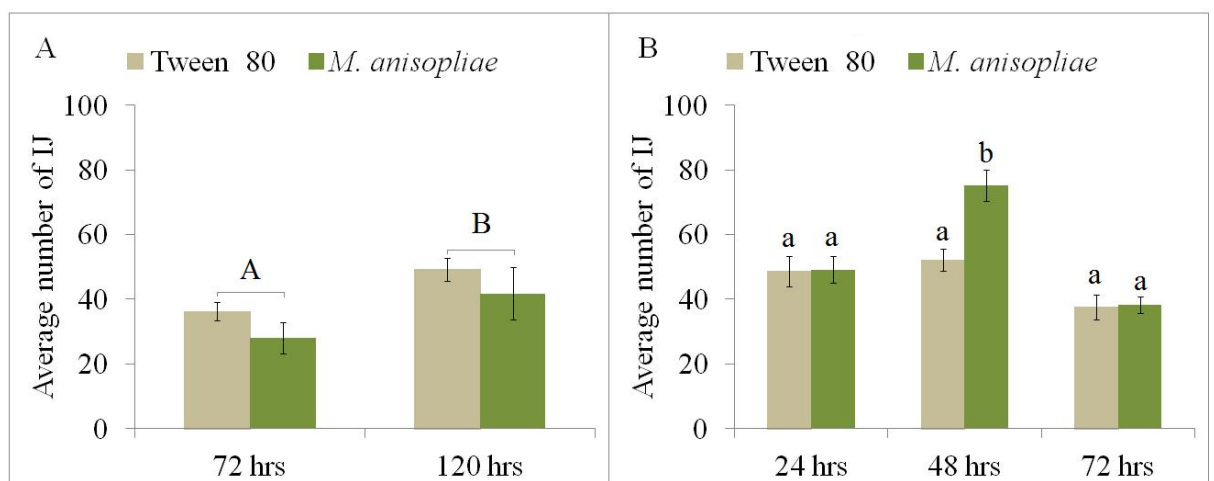 A
Tween 80 M. anisopliae
Average number of IJ
100
80
60
40
20
0
A
B
72 hrs 120 hrs
B
Tween 80 M. anisopliae
Average number of IJ
100
80
60
40
20
0
a a a b a a
24 hrs 48 hrs 72 hrs